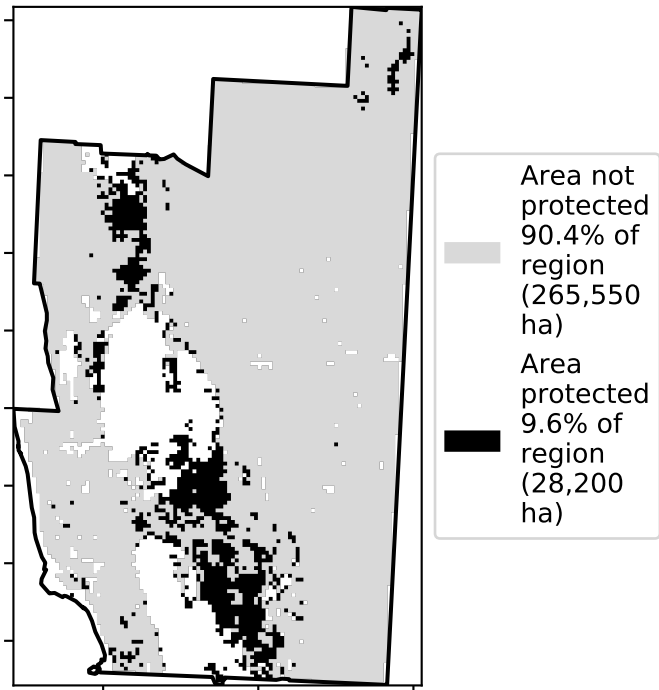 Area not
protected
90.4% of
region
(265,550
ha)
Area
protected
9.6% of
region
(28,200
ha)